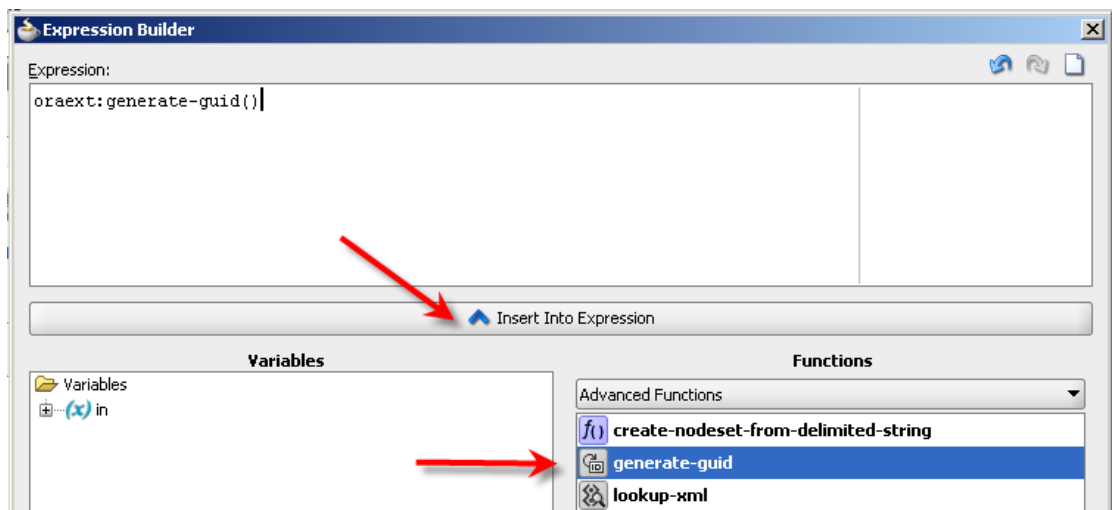 Expression Builder
Expression:
oraext:generate-guid()
Insert Into Expression
Variables
Variables
(x) in
Functions
Advanced Functions
f() create-nodeset-from-delimited-string
ID generate-guid
lookup-xml